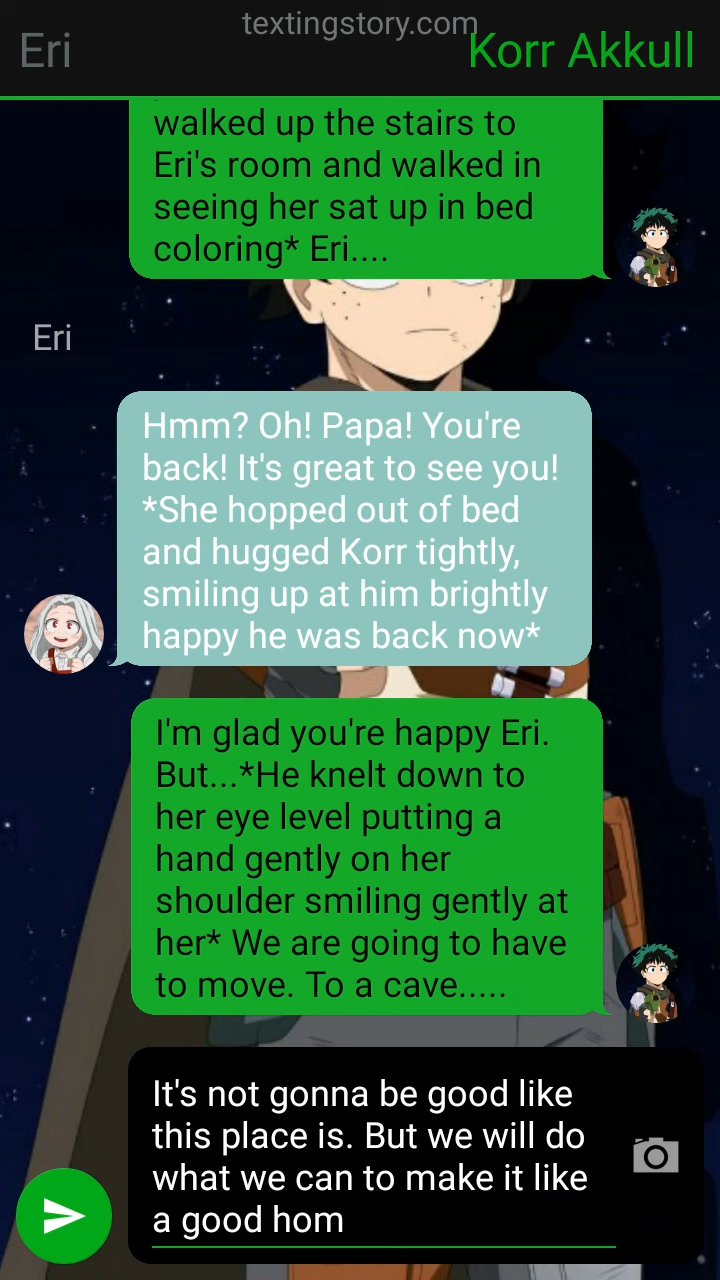 textingstory.com
Eri
Korr Akkull
walked up the stairs to
Eri's room and walked in
seeing her sat up in bed
coloring* Eri....
Eri
Hmm? Oh! Papa! You're
back! It's great to see you!
*She hopped out of bed
and hugged Korr tightly,
smiling up at him brightly
happy he was back now*
I'm glad you're happy Eri.
But...*He knelt down to
her eye level putting a
hand gently on her
shoulder smiling gently at
her* We are going to have
to move. To a cave.....
It's not gonna be good like
this place is. But we will do
what we can to make it like
a good hom